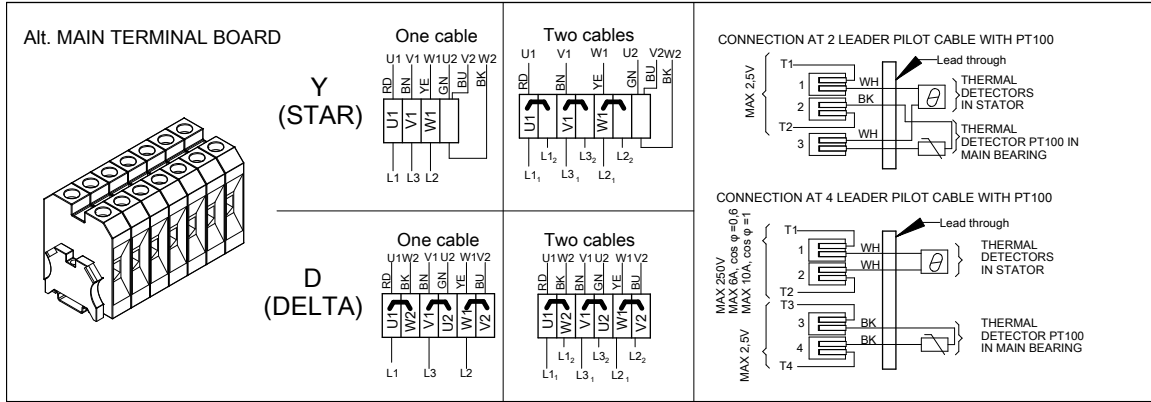 Alt. MAIN TERMINAL BOARD
Y
(STAR)
One cable
U1 V1 W1 U2 V2 W2
RD BN YE GN BU BK
U1 V1 W1
L1 L3 L2
Two cables
U1 V1 W1 U2 V2 W2
RD BN YE GN BU BK
U1 V1 W1
L1₂ L3₂ L2₂
L1₁ L3₁ L2₁
D
(DELTA)
One cable
U1 W2 V1 U2 W1 V2
RD BK BN GN YE BU
U1 W2 V1 U2 W1 V2
L1 L3 L2
Two cables
U1 W2 V1 U2 W1 V2
RD BK BN GN YE BU
U1 W2 V1 U2 W1 V2
L1₂ L3₂ L2₂
L1₁ L3₁ L2₁
CONNECTION AT 2 LEADER PILOT CABLE WITH PT100
Lead through
MAX 2,5V
T1
1
WH
2
BK
T2
3
WH
θ
THERMAL
DETECTORS
IN STATOR
THERMAL
DETECTOR PT100 IN
MAIN BEARING
CONNECTION AT 4 LEADER PILOT CABLE WITH PT100
Lead through
MAX 250V
MAX 6A, cos φ=0,6
MAX 10A, cos φ =1
T1
1
WH
2
WH
T2
θ
THERMAL
DETECTORS
IN STATOR
MAX 2,5V
T3
3
BK
4
BK
T4
THERMAL
DETECTOR PT100
IN MAIN BEARING